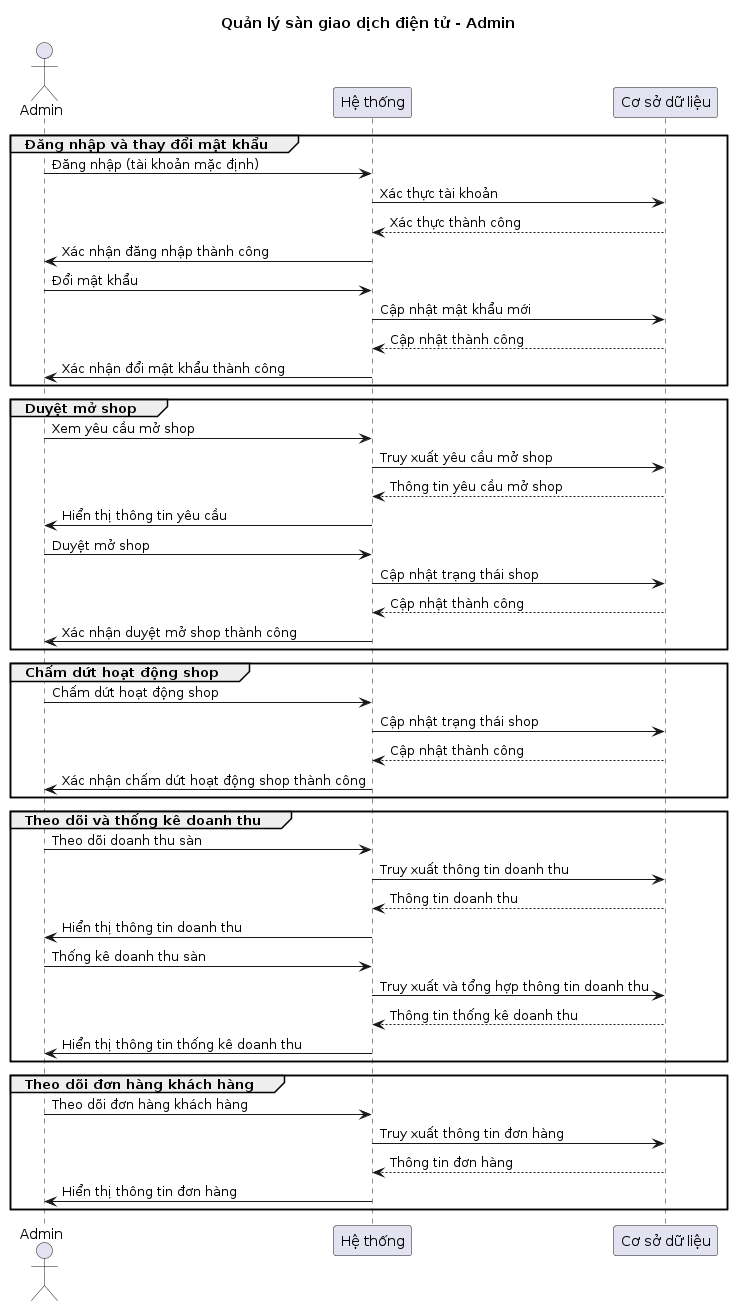 Quản lý sàn giao dịch điện tử - Admin
Admin
Hệ thống
Cơ sở dữ liệu
Đăng nhập và thay đổi mật khẩu
Đăng nhập (tài khoản mặc định)
Xác thực tài khoản
Xác thực thành công
Xác nhận đăng nhập thành công
Đổi mật khẩu
Cập nhật mật khẩu mới
Cập nhật thành công
Xác nhận đổi mật khẩu thành công
Duyệt mở shop
Xem yêu cầu mở shop
Truy xuất yêu cầu mở shop
Thông tin yêu cầu mở shop
Hiển thị thông tin yêu cầu
Duyệt mở shop
Cập nhật trạng thái shop
Cập nhật thành công
Xác nhận duyệt mở shop thành công
Chấm dứt hoạt động shop
Chấm dứt hoạt động shop
Cập nhật trạng thái shop
Cập nhật thành công
Xác nhận chấm dứt hoạt động shop thành công
Theo dõi và thống kê doanh thu
Theo dõi doanh thu sàn
Truy xuất thông tin doanh thu
Thông tin doanh thu
Hiển thị thông tin doanh thu
Thống kê doanh thu sàn
Truy xuất và tổng hợp thông tin doanh thu
Thông tin thống kê doanh thu
Hiển thị thông tin thống kê doanh thu
Theo dõi đơn hàng khách hàng
Theo dõi đơn hàng khách hàng
Truy xuất thông tin đơn hàng
Thông tin đơn hàng
Hiển thị thông tin đơn hàng
Admin
Hệ thống
Cơ sở dữ liệu